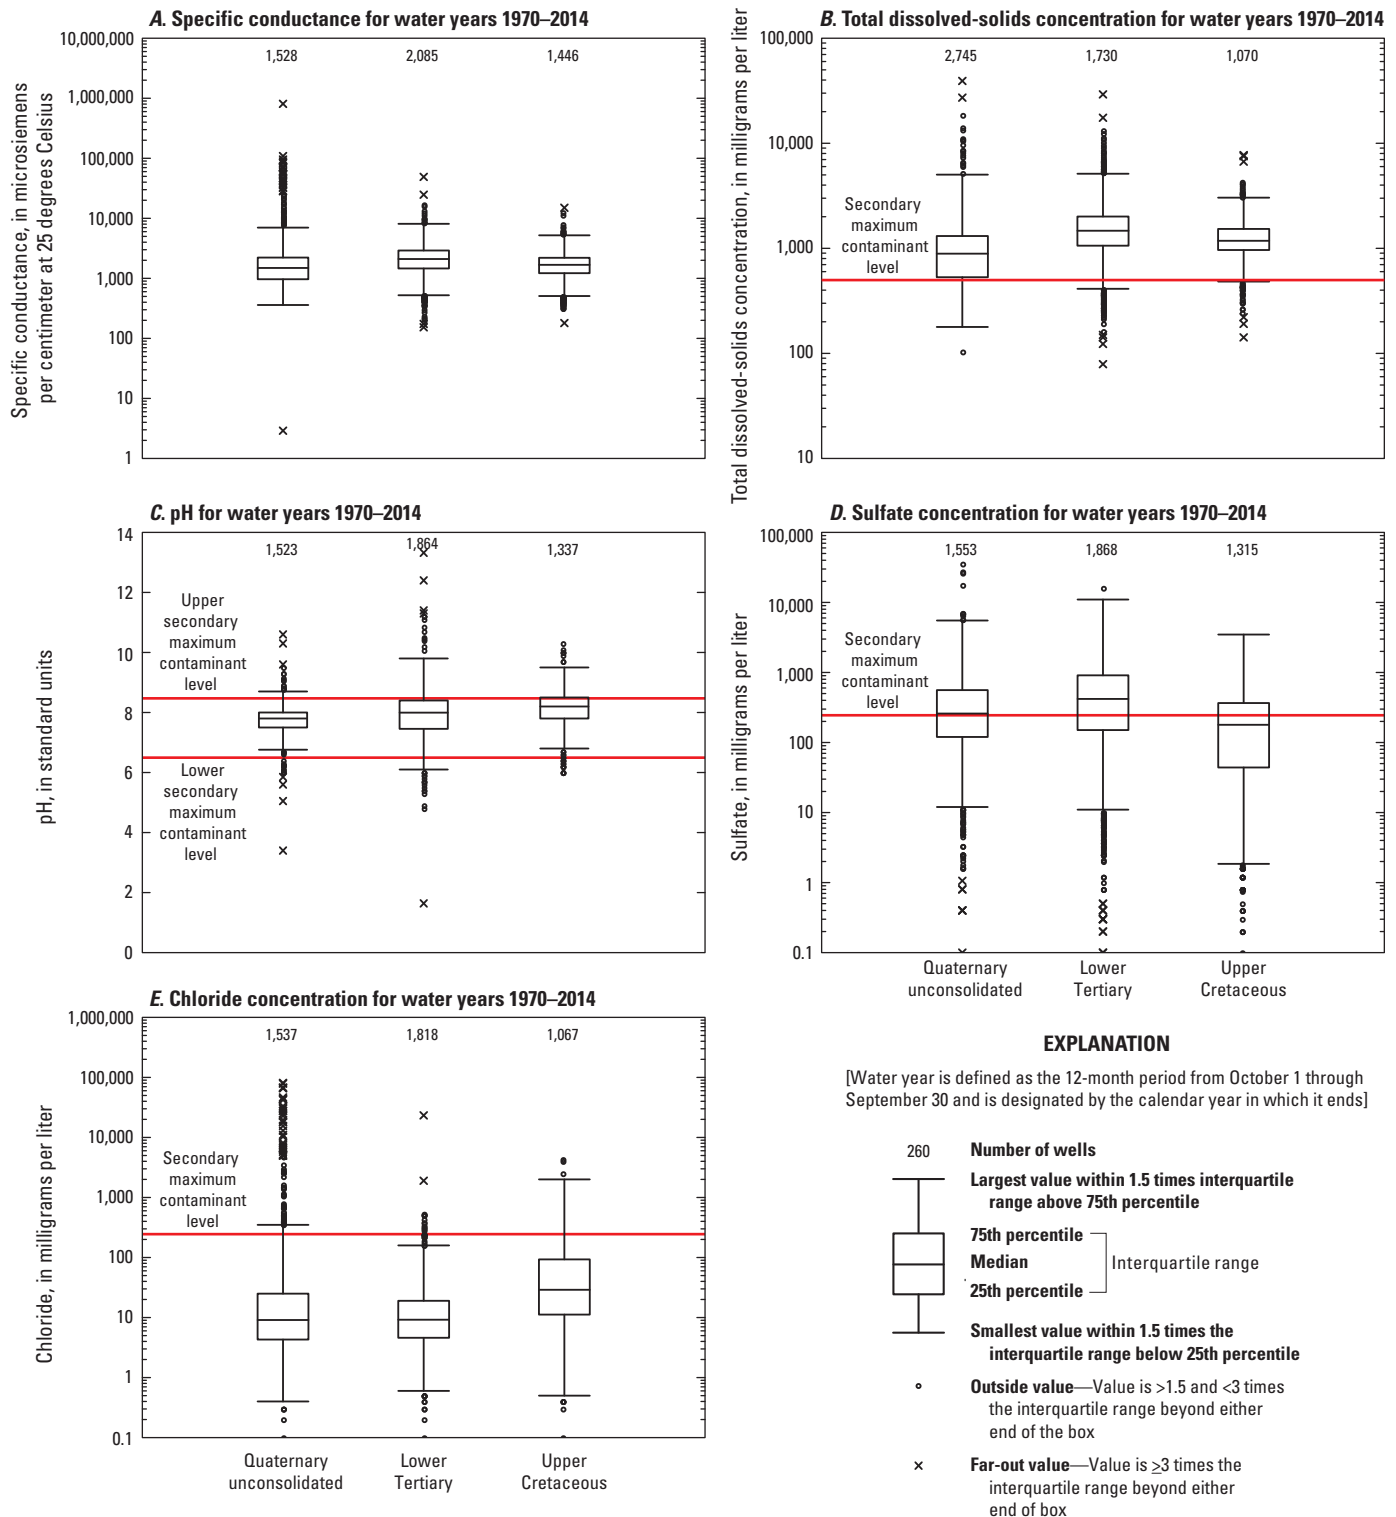 A. Specific conductance for water years 1970–2014
Specific conductance, in microsiemens
per centimeter at 25 degrees Celsius
10,000,000
1,000,000
100,000
10,000
1,000
100
10
1
1,528
2,085
1,446
B. Total dissolved-solids concentration for water years 1970–2014
Total dissolved-solids concentration, in milligrams per liter
100,000
10,000
1,000
100
10
2,745
1,730
1,070
Secondary
maximum
contaminant
level
C. pH for water years 1970–2014
pH, in standard units
14
12
10
8
6
4
2
0
1,523
1,864
1,337
Upper
secondary
maximum
contaminant
level
Lower
secondary
maximum
contaminant
level
D. Sulfate concentration for water years 1970–2014
Sulfate, in milligrams per liter
100,000
10,000
1,000
100
10
1
0.1
1,553
1,868
1,315
Secondary
maximum
contaminant
level
Quaternary
unconsolidated
Lower
Tertiary
Upper
Cretaceous
E. Chloride concentration for water years 1970–2014
Chloride, in milligrams per liter
1,000,000
100,000
10,000
1,000
100
10
1
0.1
1,537
1,818
1,067
Secondary
maximum
contaminant
level
Quaternary
unconsolidated
Lower
Tertiary
Upper
Cretaceous
EXPLANATION
[Water year is defined as the 12-month period from October 1 through
September 30 and is designated by the calendar year in which it ends]
260 Number of wells
Largest value within 1.5 times interquartile
range above 75th percentile
75th percentile
Median
Interquartile range
25th percentile
Smallest value within 1.5 times the
interquartile range below 25th percentile
Outside value—Value is >1.5 and <3 times
the interquartile range beyond either
end of the box
Far-out value—Value is ≥3 times the
interquartile range beyond either
end of box